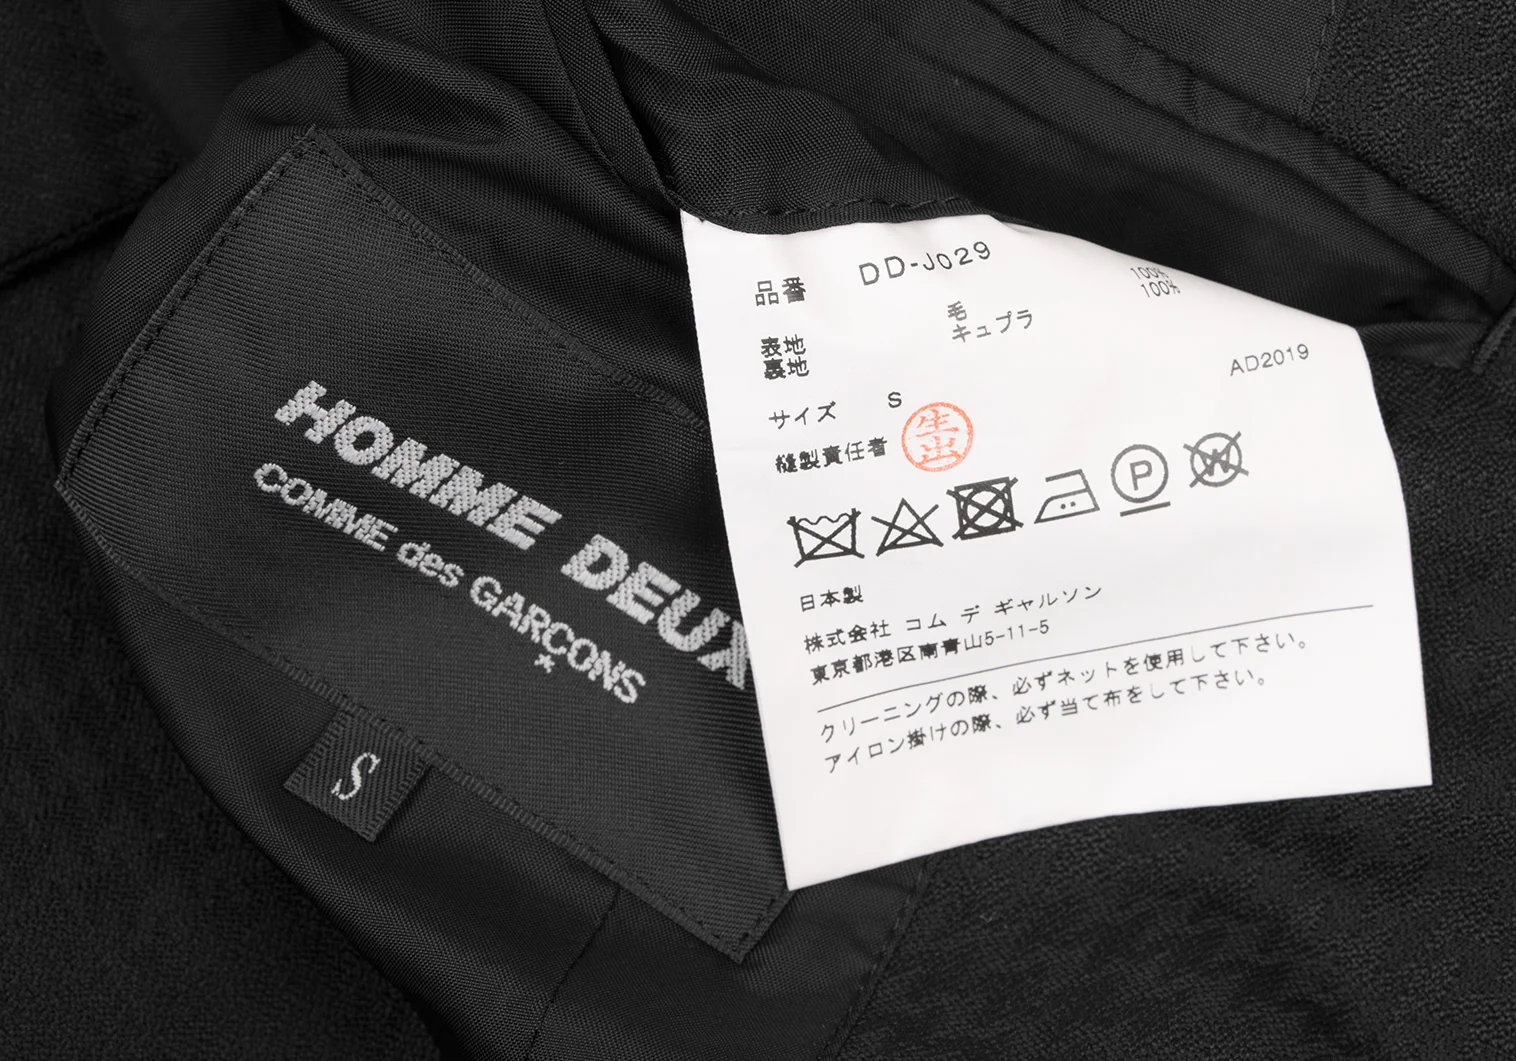 HOMME DEUX
COMME des GARÇONS
S
品番 DD-J029
表地 毛 100%
裏地 キュプラ 100%
AD2019
サイズ S
縫製責任者 生出
P
W
日本製
株式会社 コム デ ギャルソン
東京都港区南青山5-11-5
クリーニングの際、必ずネットを使用して下さい。
アイロン掛けの際、必ず当て布をして下さい。